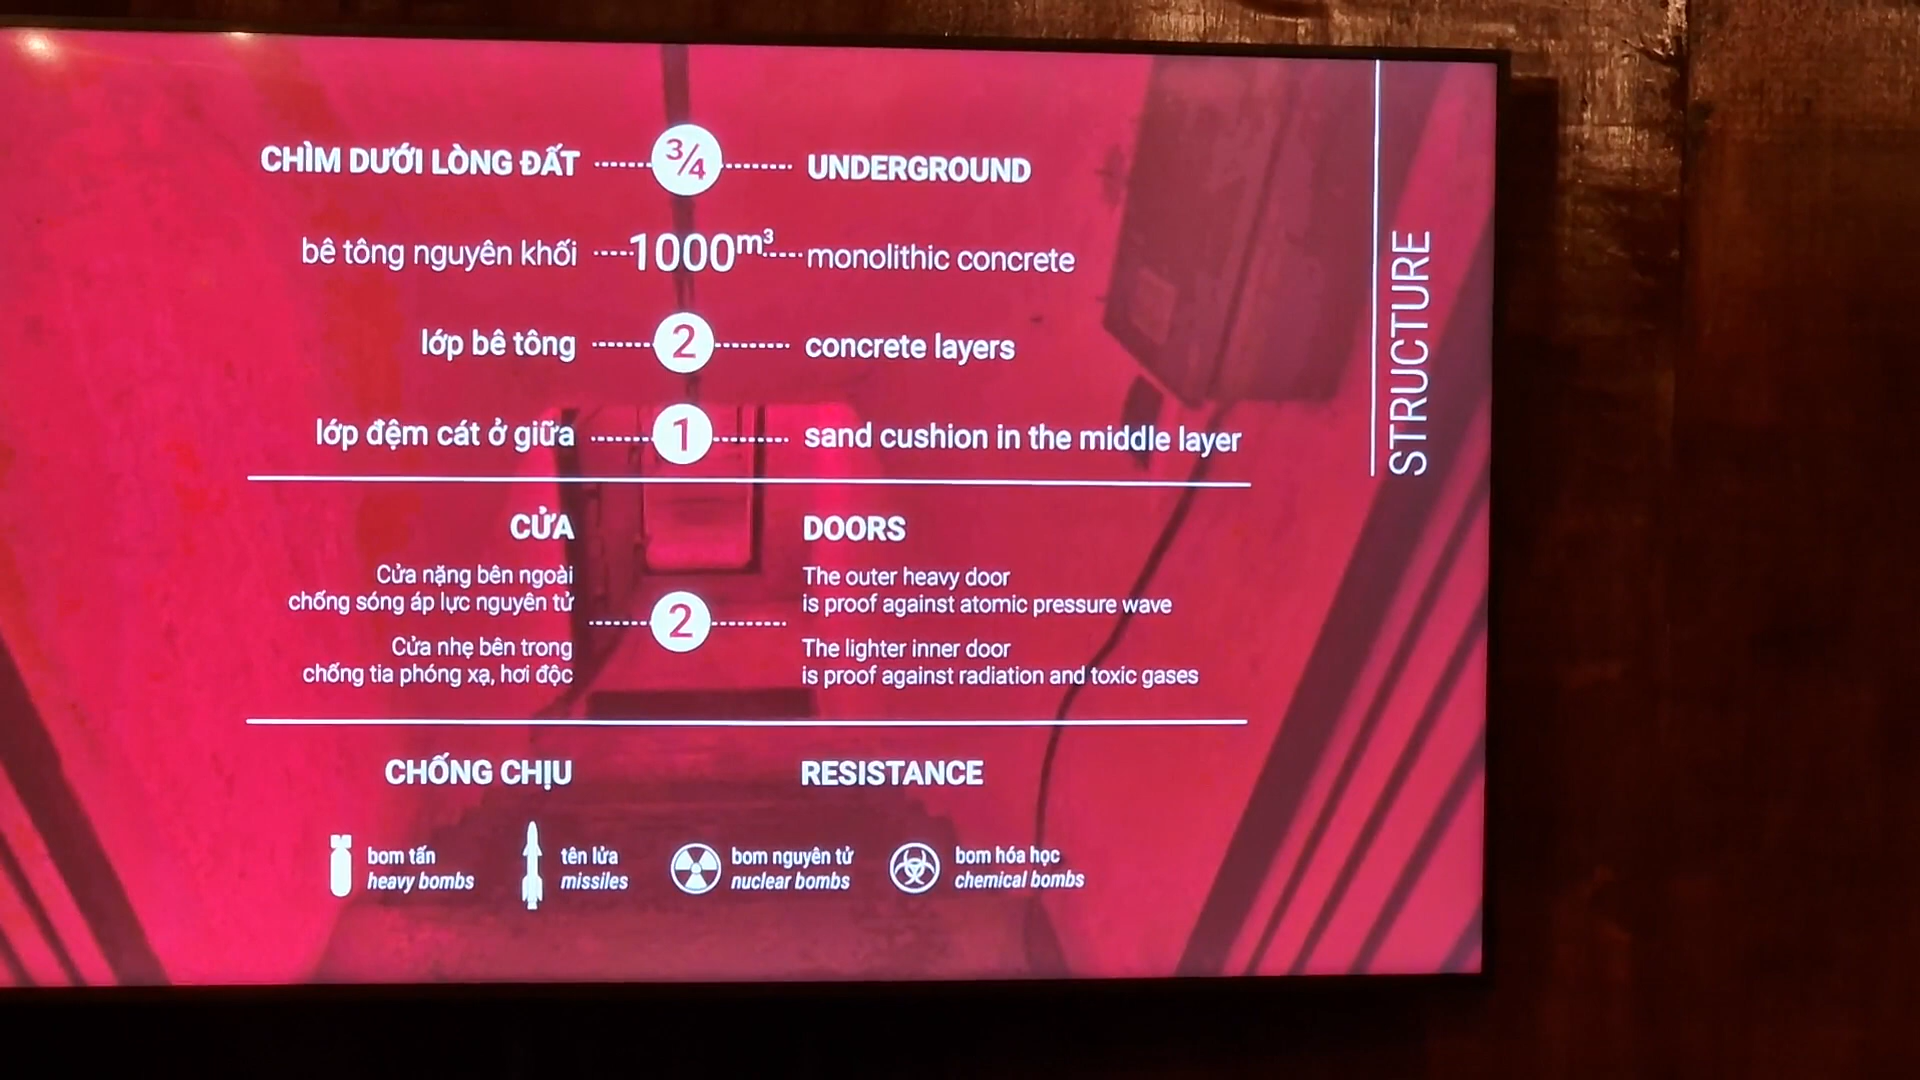 CHÌM DƯỚI LÒNG ĐẤT 3/4 UNDERGROUND
bê tông nguyên khối 1000m³ monolithic concrete
lớp bê tông 2 concrete layers
lớp đệm cát ở giữa 1 sand cushion in the middle layer
STRUCTURE
CỬA DOORS
Cửa nặng bên ngoài
chống sóng áp lực nguyên tử
Cửa nhẹ bên trong
chống tia phóng xạ, hơi độc
2
The outer heavy door
is proof against atomic pressure wave
The lighter inner door
is proof against radiation and toxic gases
CHỐNG CHỊU RESISTANCE
bom tấn
heavy bombs
tên lửa
missiles
bom nguyên tử
nuclear bombs
bom hóa học
chemical bombs